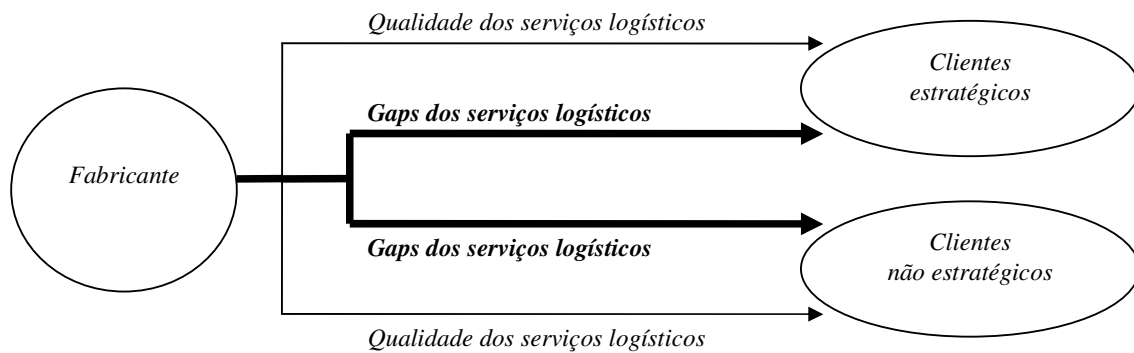 Qualidade dos serviços logísticos
Clientes
estratégicos
Gaps dos serviços logísticos
Fabricante
Gaps dos serviços logísticos
Clientes
não estratégicos
Qualidade dos serviços logísticos